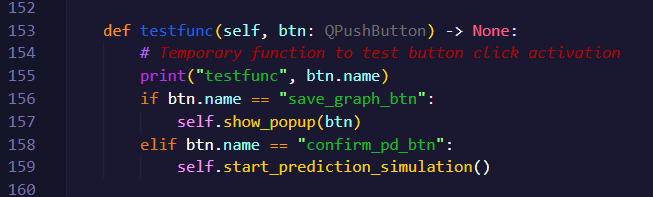 152
153 def testfunc(self, btn: QPushButton) -> None:
154 # Temporary function to test button click activation
155 print("testfunc", btn.name)
156 if btn.name == "save_graph_btn":
157 self.show_popup(btn)
158 elif btn.name == "confirm_pd_btn":
159 self.start_prediction_simulation()
160